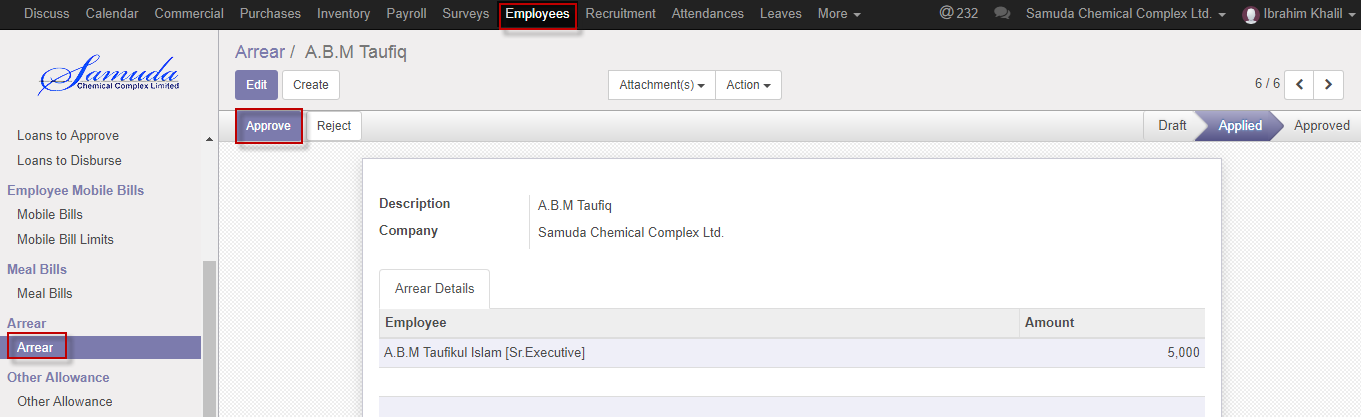 Discuss Calendar Commercial Purchases Inventory Payroll Surveys Employees Recruitment Attendances Leaves More @ 232 Samuda Chemical Complex Ltd. Ibrahim Khalil
Samuda
Chemical Complex Limited
Arrear / A.B.M Taufiq
Edit Create Attachment(s) Action 6 / 6
Approve Reject Draft Applied Approved
Loans to Approve
Loans to Disburse
Employee Mobile Bills
Mobile Bills
Mobile Bill Limits
Meal Bills
Meal Bills
Arrear
Arrear
Other Allowance
Other Allowance
Description A.B.M Taufiq
Company Samuda Chemical Complex Ltd.
Arrear Details
Employee Amount
A.B.M Taufikul Islam [Sr.Executive] 5,000